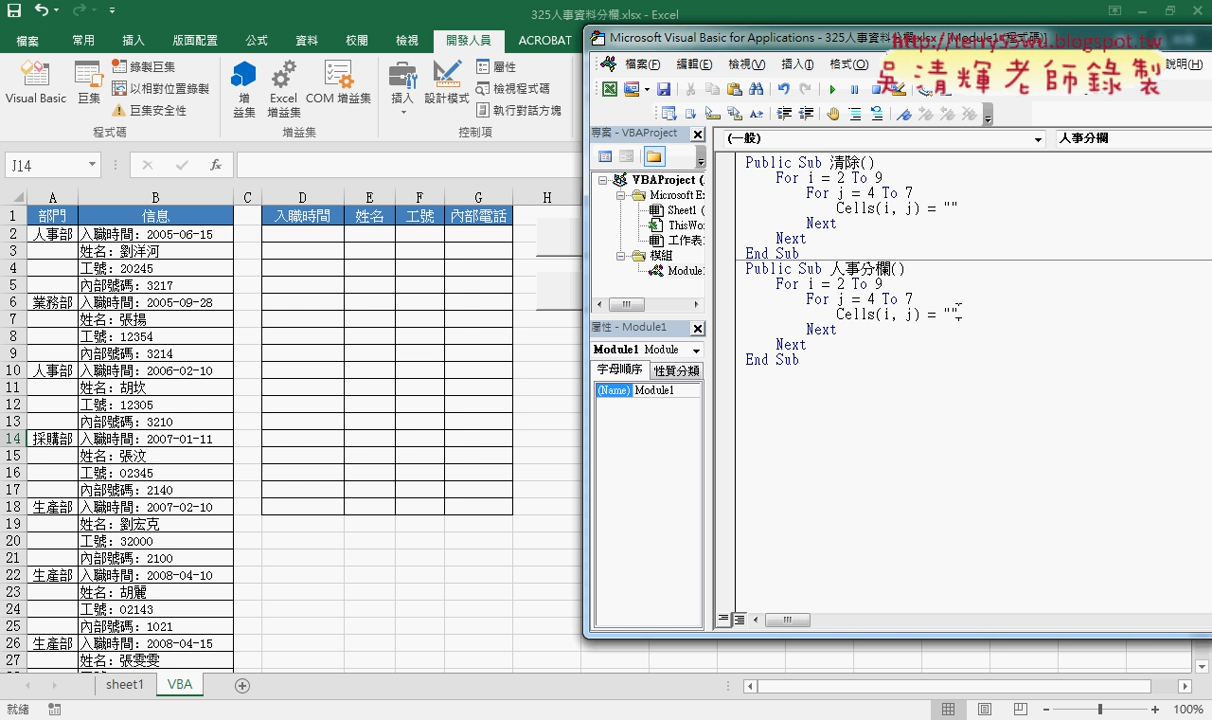 325人事資料分欄.xlsx - Excel
檔案 常用 插入 版面配置 公式 資料 校閱 檢視 開發人員 ACROBAT
Visual Basic 巨集 錄製巨集 以相對位置錄製 巨集安全性 增益集 Excel 增益集 COM 增益集 插入 設計模式 屬性 檢視程式碼 執行對話方塊
程式碼 增益集 控制項
J14 fx
A B C D E F G H
1 部門 信息 入職時間 姓名 工號 內部電話
2 人事部 入職時間: 2005-06-15
3 姓名: 劉洋河
4 工號: 20245
5 內部號碼: 3217
6 業務部 入職時間: 2005-09-28
7 姓名: 張揚
8 工號: 12354
9 內部號碼: 3214
10 人事部 入職時間: 2006-02-10
11 姓名: 胡坎
12 工號: 12305
13 內部號碼: 3210
14 採購部 入職時間: 2007-01-11
15 姓名: 張汶
16 工號: 02345
17 內部號碼: 2140
18 生產部 入職時間: 2007-02-10
19 姓名: 劉宏克
20 工號: 32000
21 內部號碼: 2100
22 生產部 入職時間: 2008-04-10
23 姓名: 胡麗
24 工號: 02143
25 內部號碼: 1021
26 生產部 入職時間: 2008-04-15
27 姓名: 張雯雯
sheet1 VBA
就緒 100%
Microsoft Visual Basic for Applications - 325人事資料分欄.xlsx - [Module1 (程式碼)]
http://terry55wu.blogspot.tw
吳清輝老師錄製
檔案(F) 編輯(E) 檢視(V) 插入(I) 格式(O) 說明(H)
專案 - VBAProject
VBAProject (
Microsoft Ex
Sheet1 (
ThisWo
工作表
模組
Module1
屬性 - Module1
Module1 Module
字母順序 性質分類
(Name) Module1
(一般) 人事分欄
Public Sub 清除()
For i = 2 To 9
For j = 4 To 7
Cells(i, j) = ""
Next
Next
End Sub
Public Sub 人事分欄()
For i = 2 To 9
For j = 4 To 7
Cells(i, j) = ""
Next
Next
End Sub